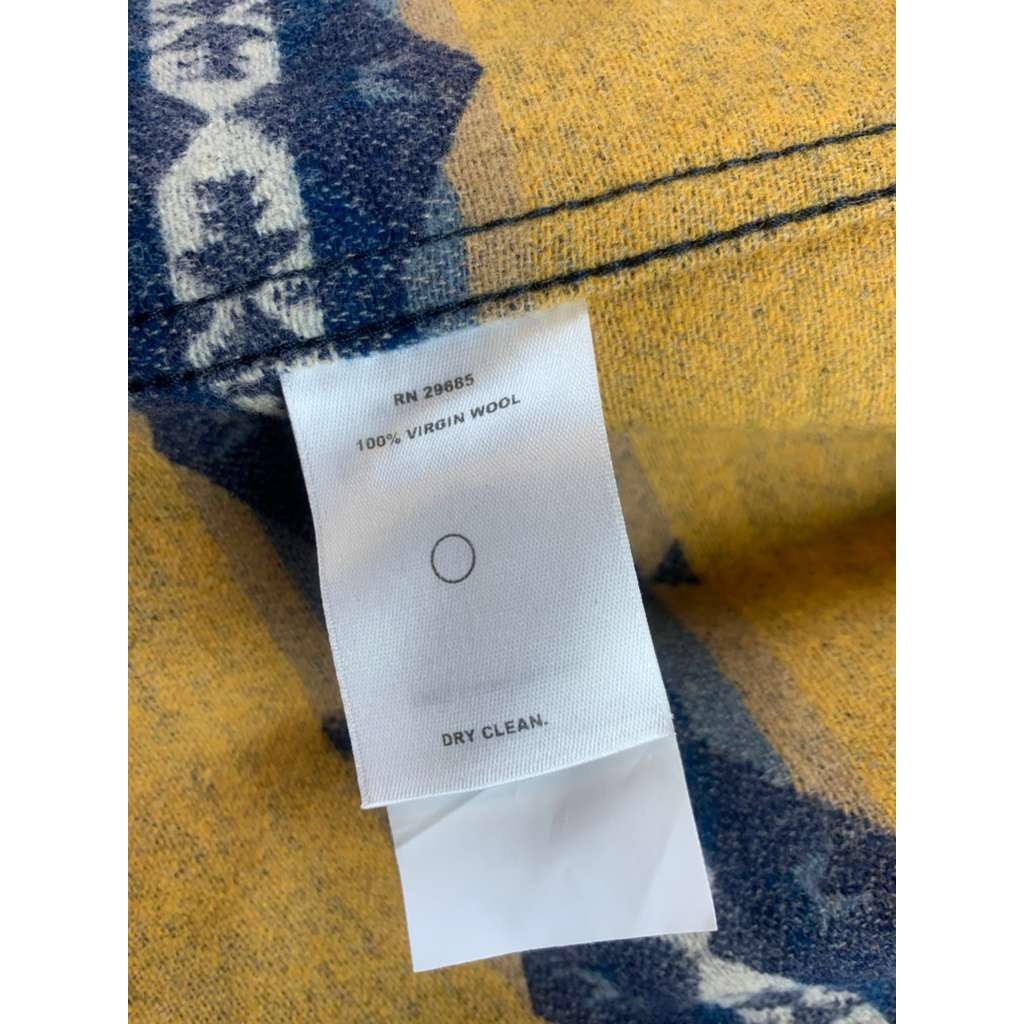 RN 29685
100% VIRGIN WOOL
DRY CLEAN.